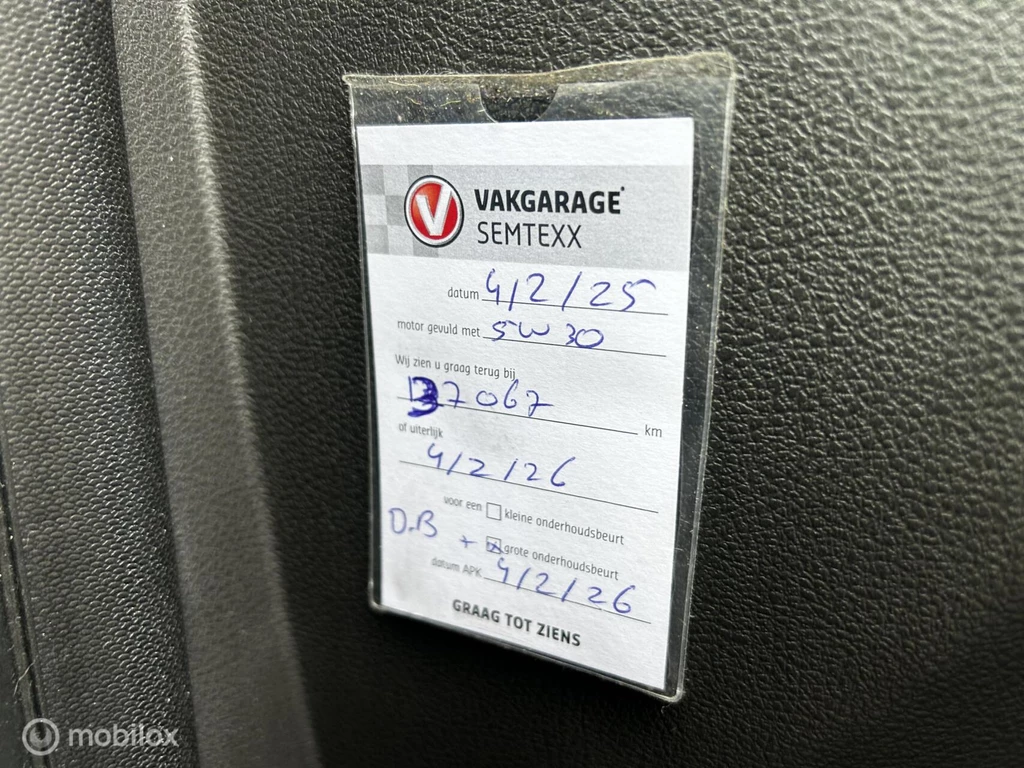 V VAKGARAGE
SEMTEXX
datum 4/2/25
motor gevuld met 5W30
Wij zien u graag terug bij
km
of uiterlijk
4/2/26
voor een kleine onderhoudsbeurt
D.B + grote onderhoudsbeurt
datum APK 4/2/26
GRAAG TOT ZIENS
mobilox